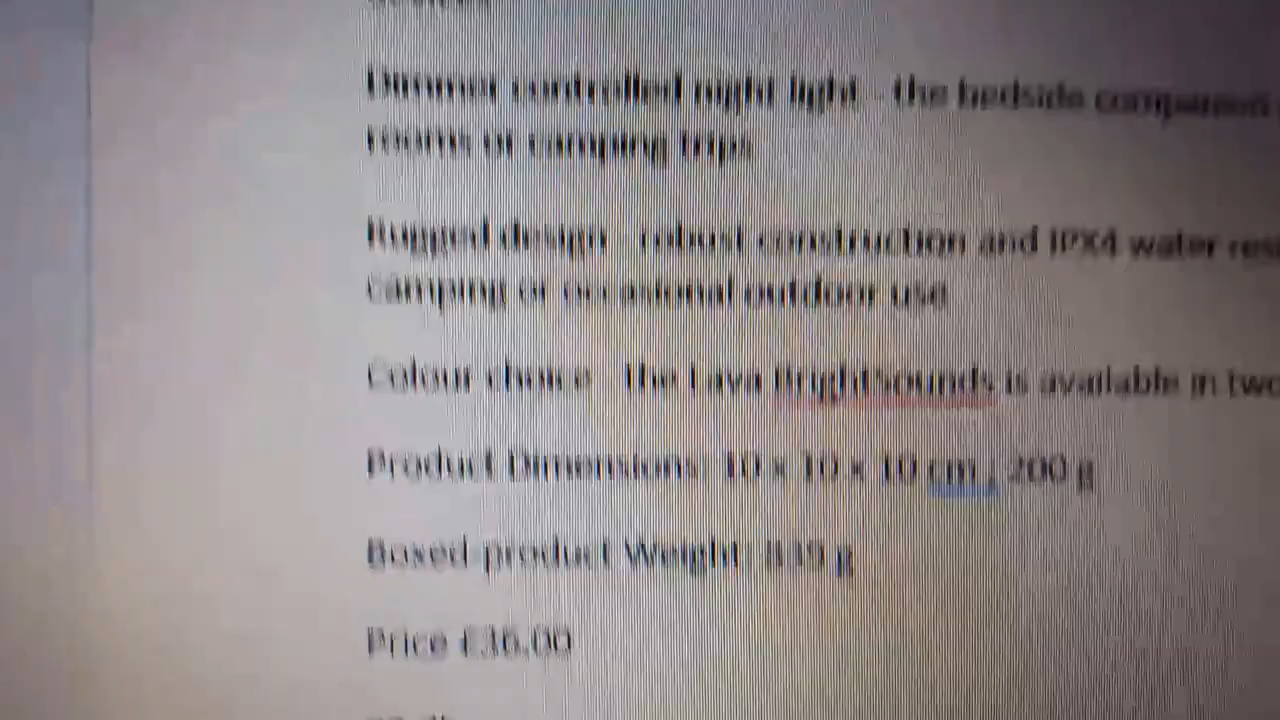 Dimmer controlled night light - the bedside companion
rooms or camping trips
Rugged design - robust construction and IPX4 water
camping or occasional outdoor use
Colour choice - the Lava BrightSounds is available in two
Product Dimensions: 10 x 10 x 10 cm ; 200 g
Boxed-product Weight: g
Price £36.00